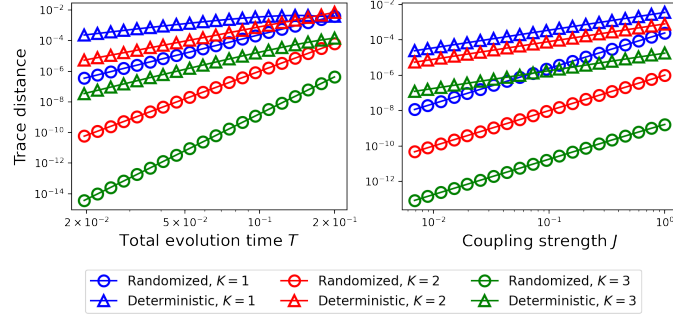 Trace distance
10⁻²
10⁻⁴
10⁻⁶
10⁻⁸
10⁻¹⁰
10⁻¹⁴
2 × 10⁻² 5 × 10⁻² 10⁻¹ 2 × 10⁻¹
Total evolution time T
10⁻²
10⁻⁴
10⁻⁶
10⁻⁸
10⁻¹⁰
10⁻¹²
10⁻² 10⁻¹ 10⁰
Coupling strength J
Randomized, K = 1 Randomized, K = 2 Randomized, K = 3
Deterministic, K = 1 Deterministic, K = 2 Deterministic, K = 3